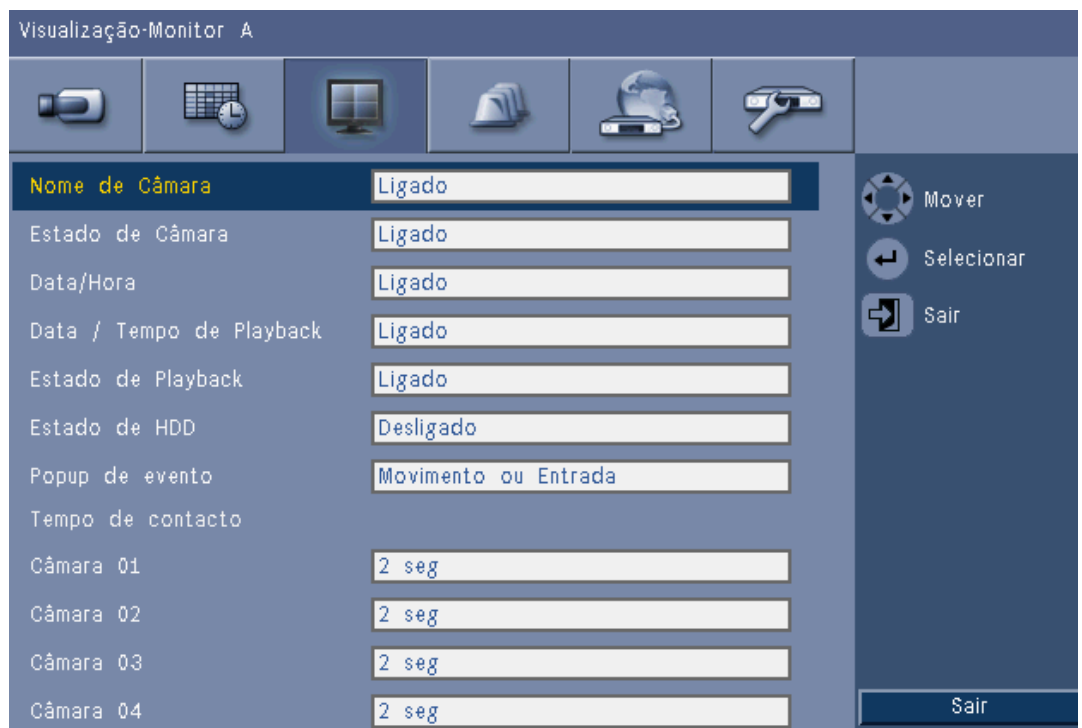 Visualização-Monitor A
Nome de Câmara Ligado
Estado de Câmara Ligado
Data/Hora Ligado
Data / Tempo de Playback Ligado
Estado de Playback Ligado
Estado de HDD Desligado
Popup de evento Movimento ou Entrada
Tempo de contacto
Câmara 01 2 seg
Câmara 02 2 seg
Câmara 03 2 seg
Câmara 04 2 seg
Mover
Selecionar
Sair
Sair